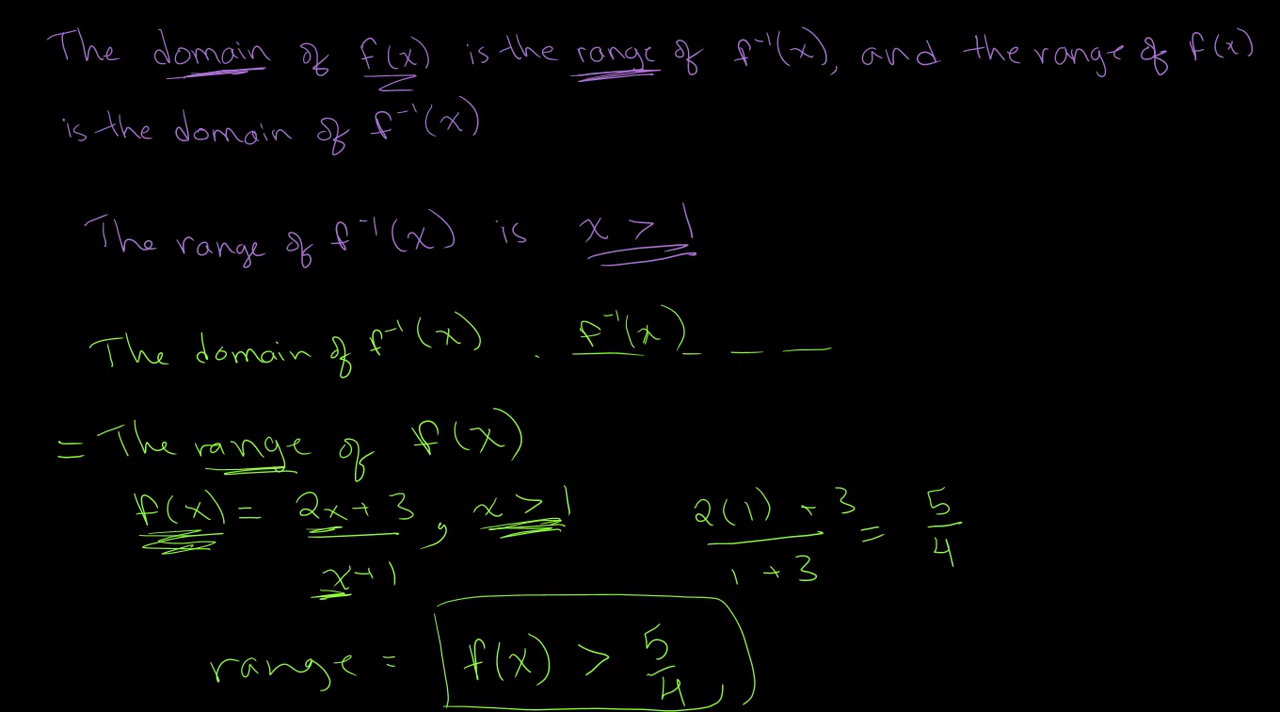 The domain of f(x) is the range of f⁻¹(x), and the range of f(x)
is the domain of f⁻¹(x)
The range of f⁻¹(x) is x > 1
The domain of f⁻¹(x) . f⁻¹(x) _ _ _
= The range of f(x)
f(x) = (2x + 3)/(x + 1), x > 1 (2(1) + 3)/(1 + 3) = 5/4
range = f(x) > 5/4